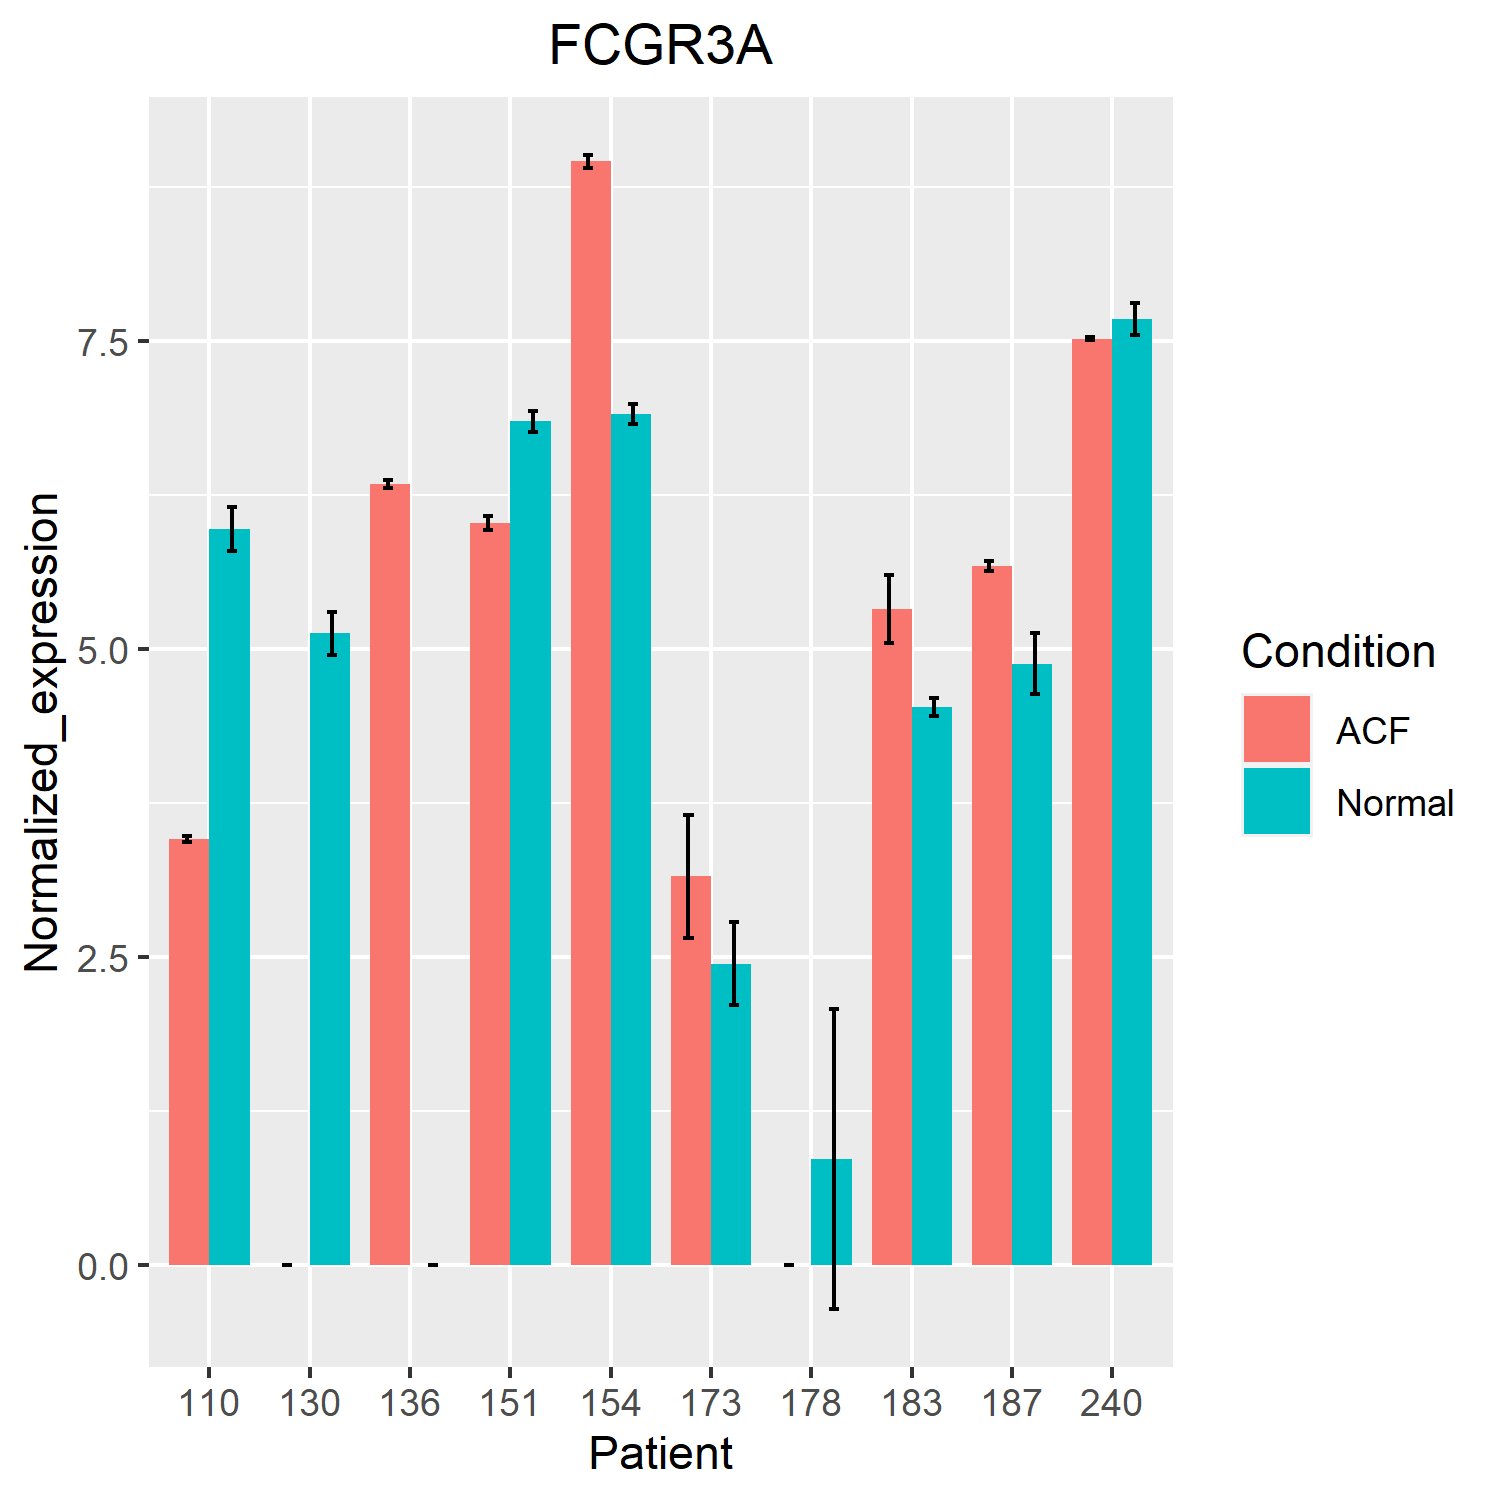 FCGR3A
Normalized_expression
7.5
5.0
2.5
0.0
110 130 136 151 154 173 178 183 187 240
Patient
Condition
ACF
Normal